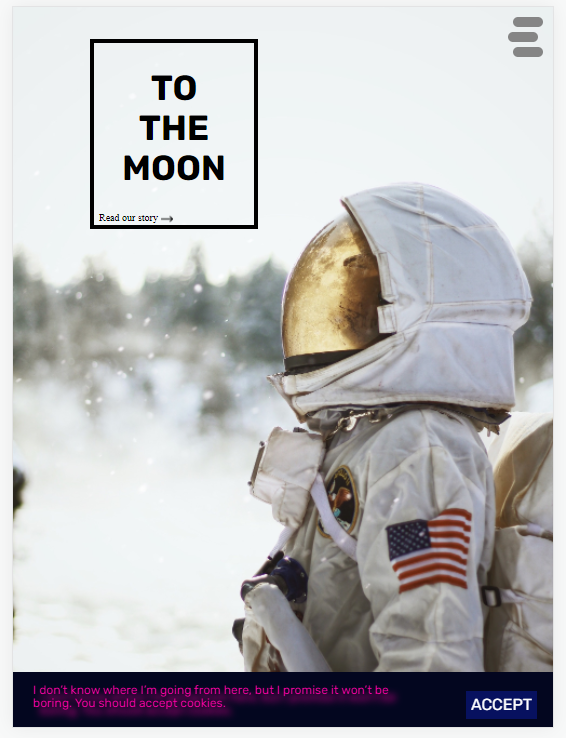 TO
THE
MOON
Read our story
I don't know where I'm going from here, but I promise it won't be
boring. You should accept cookies.
ACCEPT